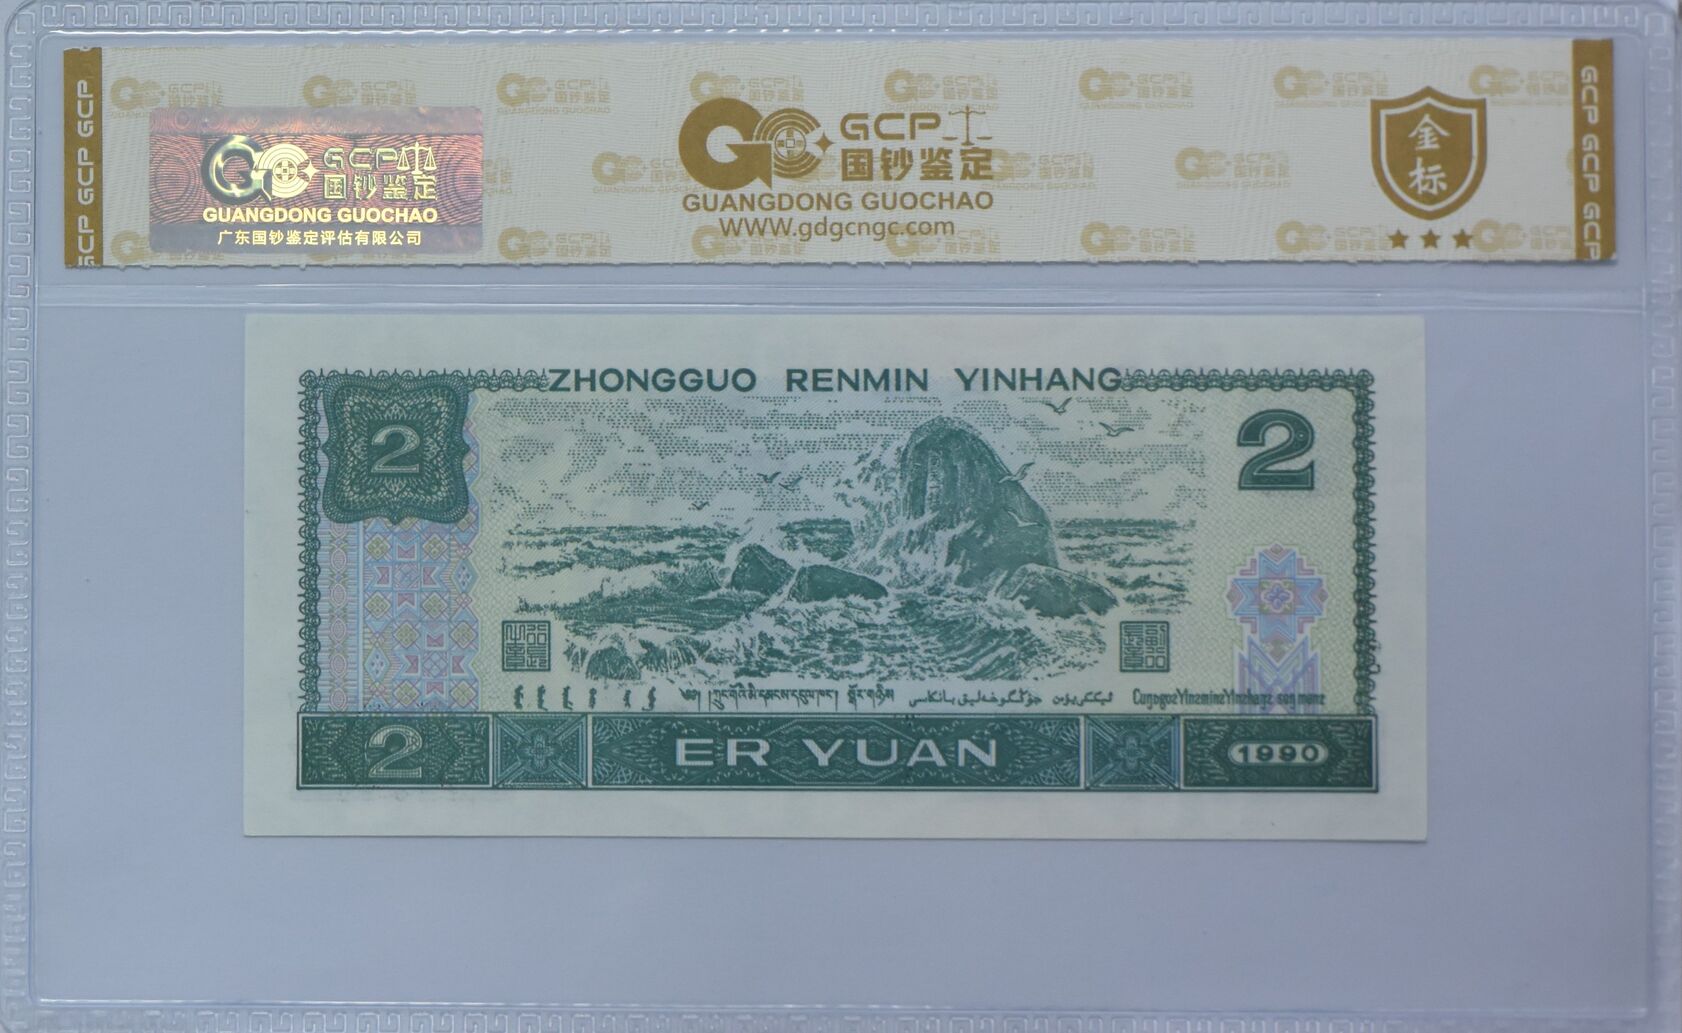 GCP GCP GCP
GCP
国钞鉴定
GUANGDONG GUOCHAO
广东国钞鉴定评估有限公司
GCP
国钞鉴定
GUANGDONG GUOCHAO
WWW.gdgcngc.com
金标
GCP GCP GCP
ZHONGGUO RENMIN YINHANG
2
2
2
ER YUAN
1990